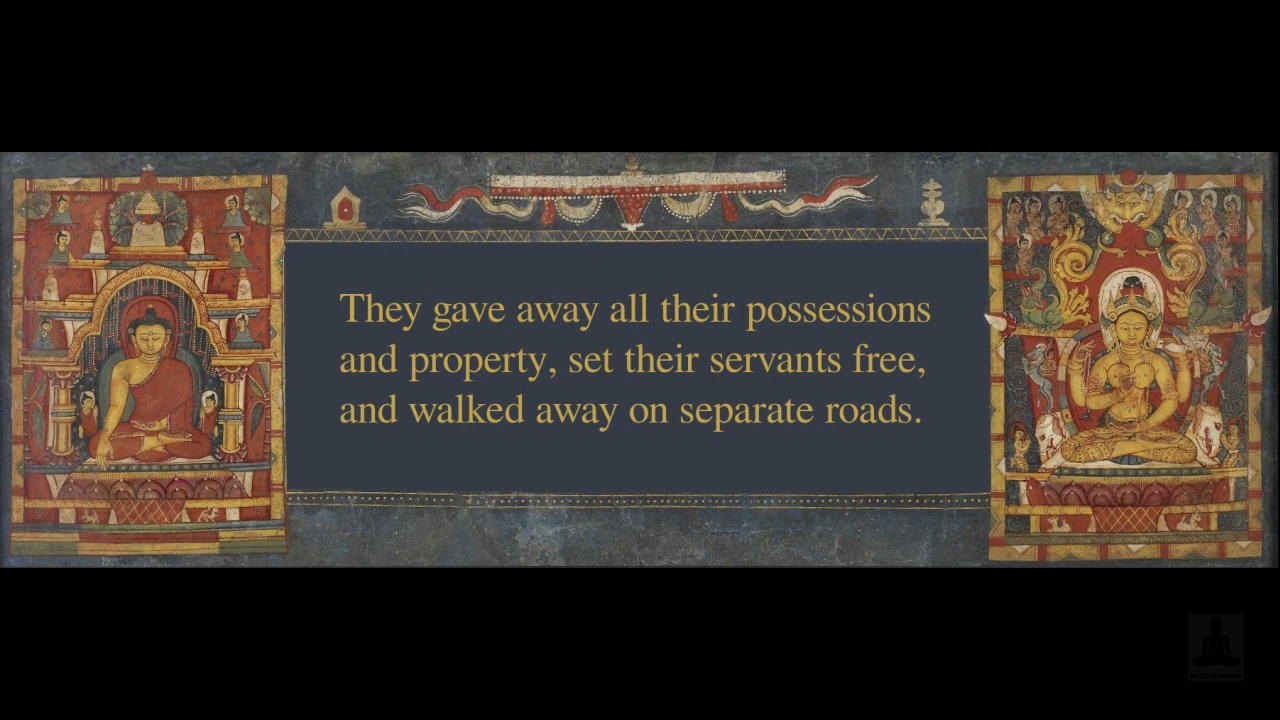 They gave away all their possessions
and property, set their servants free,
and walked away on separate roads.